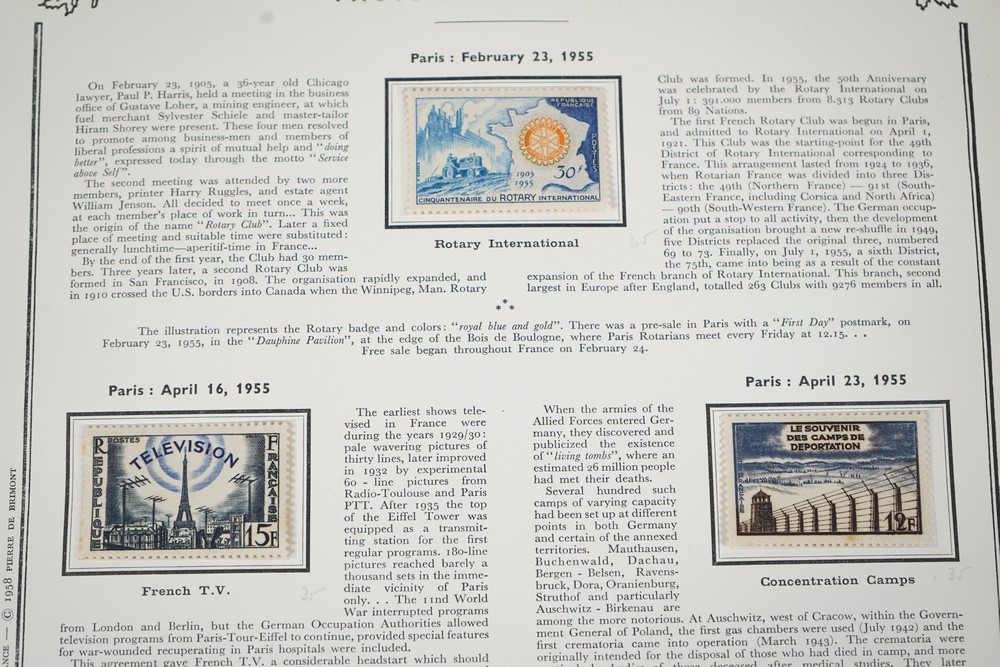 Paris : February 23, 1955
On February 23, 1905, a 36-year old Chicago
lawyer, Paul P. Harris, held a meeting in the business
office of Gustave Loher, a mining engineer, at which
fuel merchant Sylvester Schiele and master-tailor
Hiram Shorey were present. These four men resolved
to promote among business-men and members of
liberal professions a spirit of mutual help and "doing
better", expressed today through the motto "Service
above Self".
The second meeting was attended by two more
members, printer Harry Ruggles, and estate agent
William Jenson. All decided to meet once a week,
at each member's place of work in turn... This was
the origin of the name "Rotary Club". Later a fixed
place of meeting and suitable time were substituted:
generally lunchtime—aperitif-time in France...
By the end of the first year, the Club had 30 mem-
bers. Three years later, a second Rotary Club was
formed in San Francisco, in 1908. The organisation rapidly expanded, and
in 1910 crossed the U.S. borders into Canada when the Winnipeg, Man. Rotary
REPUBLIQUE
FRANÇAISE
POSTES
1905
1955
30f
CINQUANTENAIRE DU ROTARY INTERNATIONAL
Rotary International
Club was formed. In 1955, the 50th Anniversary
was celebrated by the Rotary International on
July 1 : 391.000 members from 8.313 Rotary Clubs
from 89 Nations.
The first French Rotary Club was begun in Paris,
and admitted to Rotary International on April 1,
1921. This Club was the starting-point for the 49th
District of Rotary International corresponding to
France. This arrangement lasted from 1924 to 1936,
when Rotarian France was divided into three Dis-
tricts : the 49th (Northern France) — 91st (South-
Eastern France, including Corsica and North Africa)
— 90th (South-Western France). The German occup-
ation put a stop to all activity, then the development
of the organisation brought a new re-shuffle in 1949,
five Districts replaced the original three, numbered
69 to 73. Finally, on July 1, 1955, a sixth District,
the 75th, came into being as a result of the constant
expansion of the French branch of Rotary International. This branch, second
largest in Europe after England, totalled 263 Clubs with 9276 members in all.
* * *
The illustration represents the Rotary badge and colors: "royal blue and gold". There was a pre-sale in Paris with a "First Day" postmark, on
February 23, 1955, in the "Dauphine Pavilion", at the edge of the Bois de Boulogne, where Paris Rotarians meet every Friday at 12.15. . .
Free sale began throughout France on February 24.
Paris : April 16, 1955
POSTES
TELEVISION
REPUBLIQUE
FRANÇAISE
15F
French T.V.
The earliest shows tele-
vised in France were
during the years 1929/30:
pale wavering pictures of
thirty lines, later improved
in 1932 by experimental
60 - line pictures from
Radio-Toulouse and Paris
PTT. After 1935 the top
of the Eiffel Tower was
equipped as a transmit-
ting station for the first
regular programs. 180-line
pictures reached barely a
thousand sets in the imme-
diate vicinity of Paris
only. . . The IInd World
War interrupted programs
from London and Berlin, but the German Occupation Authorities allowed
television programs from Paris-Tour-Eiffel to continue, provided special features
for war-wounded recuperating in Paris hospitals were included.
This agreement gave French T.V. a considerable headstart which should
When the armies of the
Allied Forces entered Ger-
many, they discovered and
publicized the existence
of "living tombs", where an
estimated 26 million people
had met their deaths.
Several hundred such
camps of varying capacity
had been set up at different
points in both Germany
and certain of the annexed
territories. Mauthausen,
Buchenwald, Dachau,
Bergen - Belsen, Ravens-
bruck, Dora, Oranienburg,
Struthof and particularly
Auschwitz - Birkenau are
among the more notorious. At Auschwitz, west of Cracow, within the Govern-
ment General of Poland, the first gas chambers were used (July 1942) and the
first crematoria came into operation (March 1943). The crematoria were
originally intended for the disposal of those who had died in camp, and more
Paris : April 23, 1955
LE SOUVENIR
DES CAMPS DE
DEPORTATION
12F
Concentration Camps
35
© 1958 PIERRE DE BRIMONT